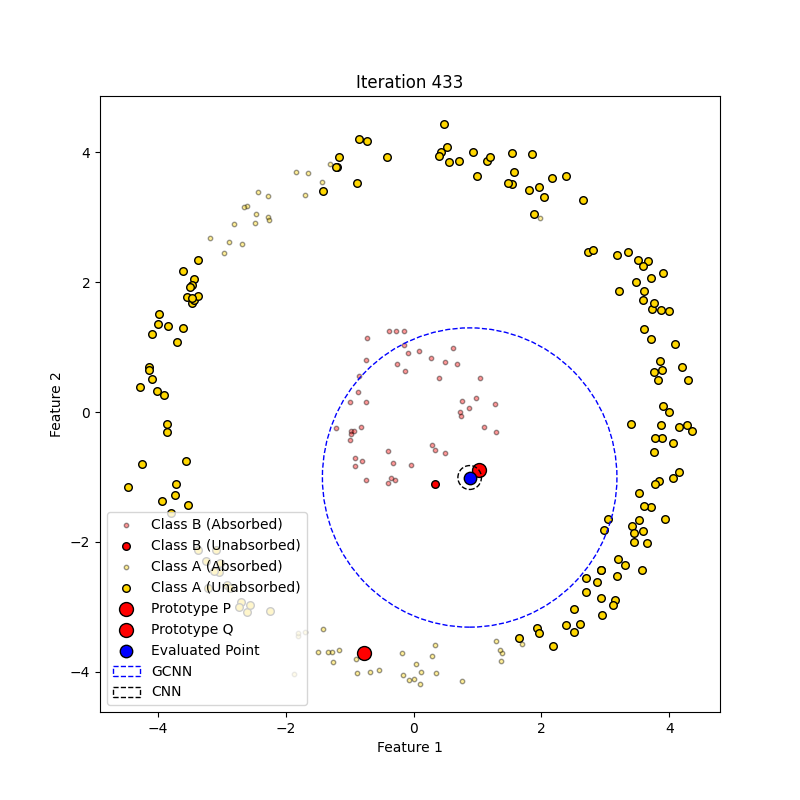 Iteration 433
Feature 2
4
2
0
−2
−4
Class B (Absorbed)
Class B (Unabsorbed)
Class A (Absorbed)
Class A (Unabsorbed)
Prototype P
Prototype Q
Evaluated Point
GCNN
CNN
−4
−2
0
2
4
Feature 1